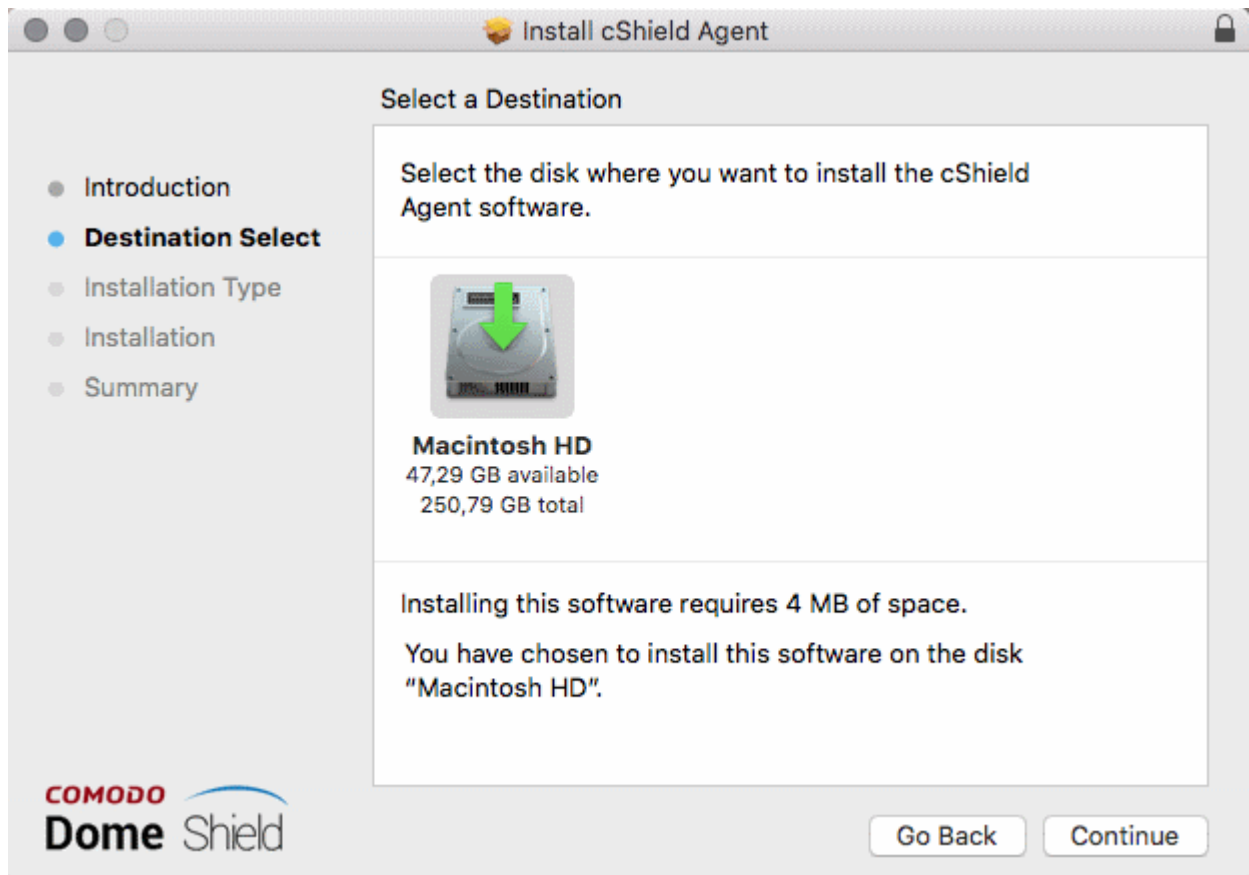 Install cShield Agent
Select a Destination
Introduction
Destination Select
Installation Type
Installation
Summary
Select the disk where you want to install the cShield
Agent software.
Macintosh HD
47,29 GB available
250,79 GB total
Installing this software requires 4 MB of space.
You have chosen to install this software on the disk
“Macintosh HD”.
COMODO
Dome Shield
Go Back
Continue